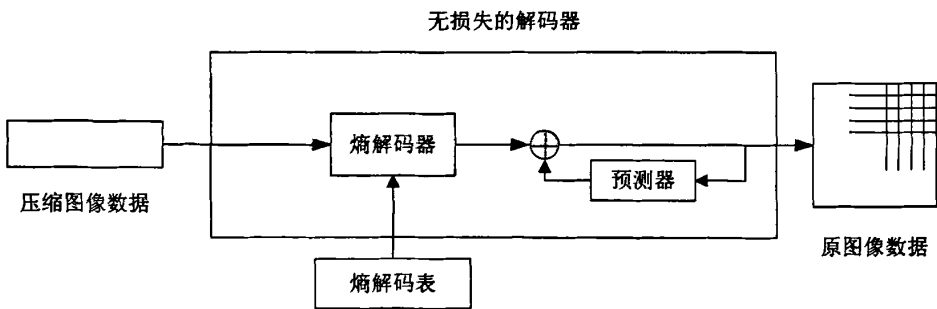 无损失的解码器
熵解码器
预测器
压缩图像数据
原图像数据
熵解码表